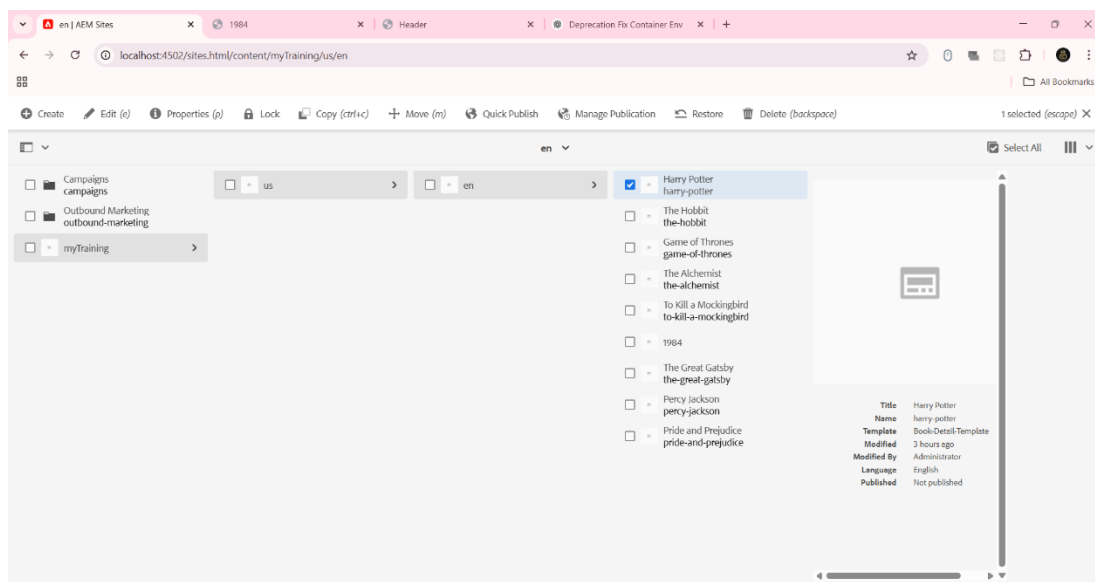 en | AEM Sites
1984
Header
Deprecation Fix Container Env
localhost:4502/sites.html/content/myTraining/us/en
All Bookmarks
Create
Edit (e)
Properties (p)
Lock
Copy (ctrl+c)
Move (m)
Quick Publish
Manage Publication
Restore
Delete (backspace)
1 selected (escape)
en
Select All
Campaigns
campaigns
Outbound Marketing
outbound-marketing
myTraining
us
en
Harry Potter
harry-potter
The Hobbit
the-hobbit
Game of Thrones
game-of-thrones
The Alchemist
the-alchemist
To Kill a Mockingbird
to-kill-a-mockingbird
1984
The Great Gatsby
the-great-gatsby
Percy Jackson
percy-jackson
Pride and Prejudice
pride-and-prejudice
Title Harry Potter
Name harry-potter
Template Book-Detail-Template
Modified 3 hours ago
Modified By Administrator
Language English
Published Not published